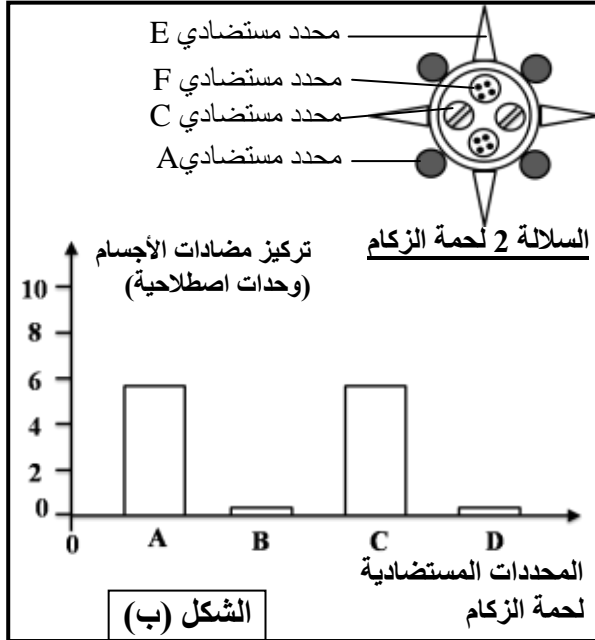 محدد مستضادي E
محدد مستضادي F
محدد مستضادي C
محدد مستضادي A
السلالة 2 لحمة الزكام
تركيز مضادات الأجسام
(وحدات اصطلاحية)
10
8
6
4
2
0
0
A B C D
المحددات المستضادية
لحمة الزكام
الشكل (ب)